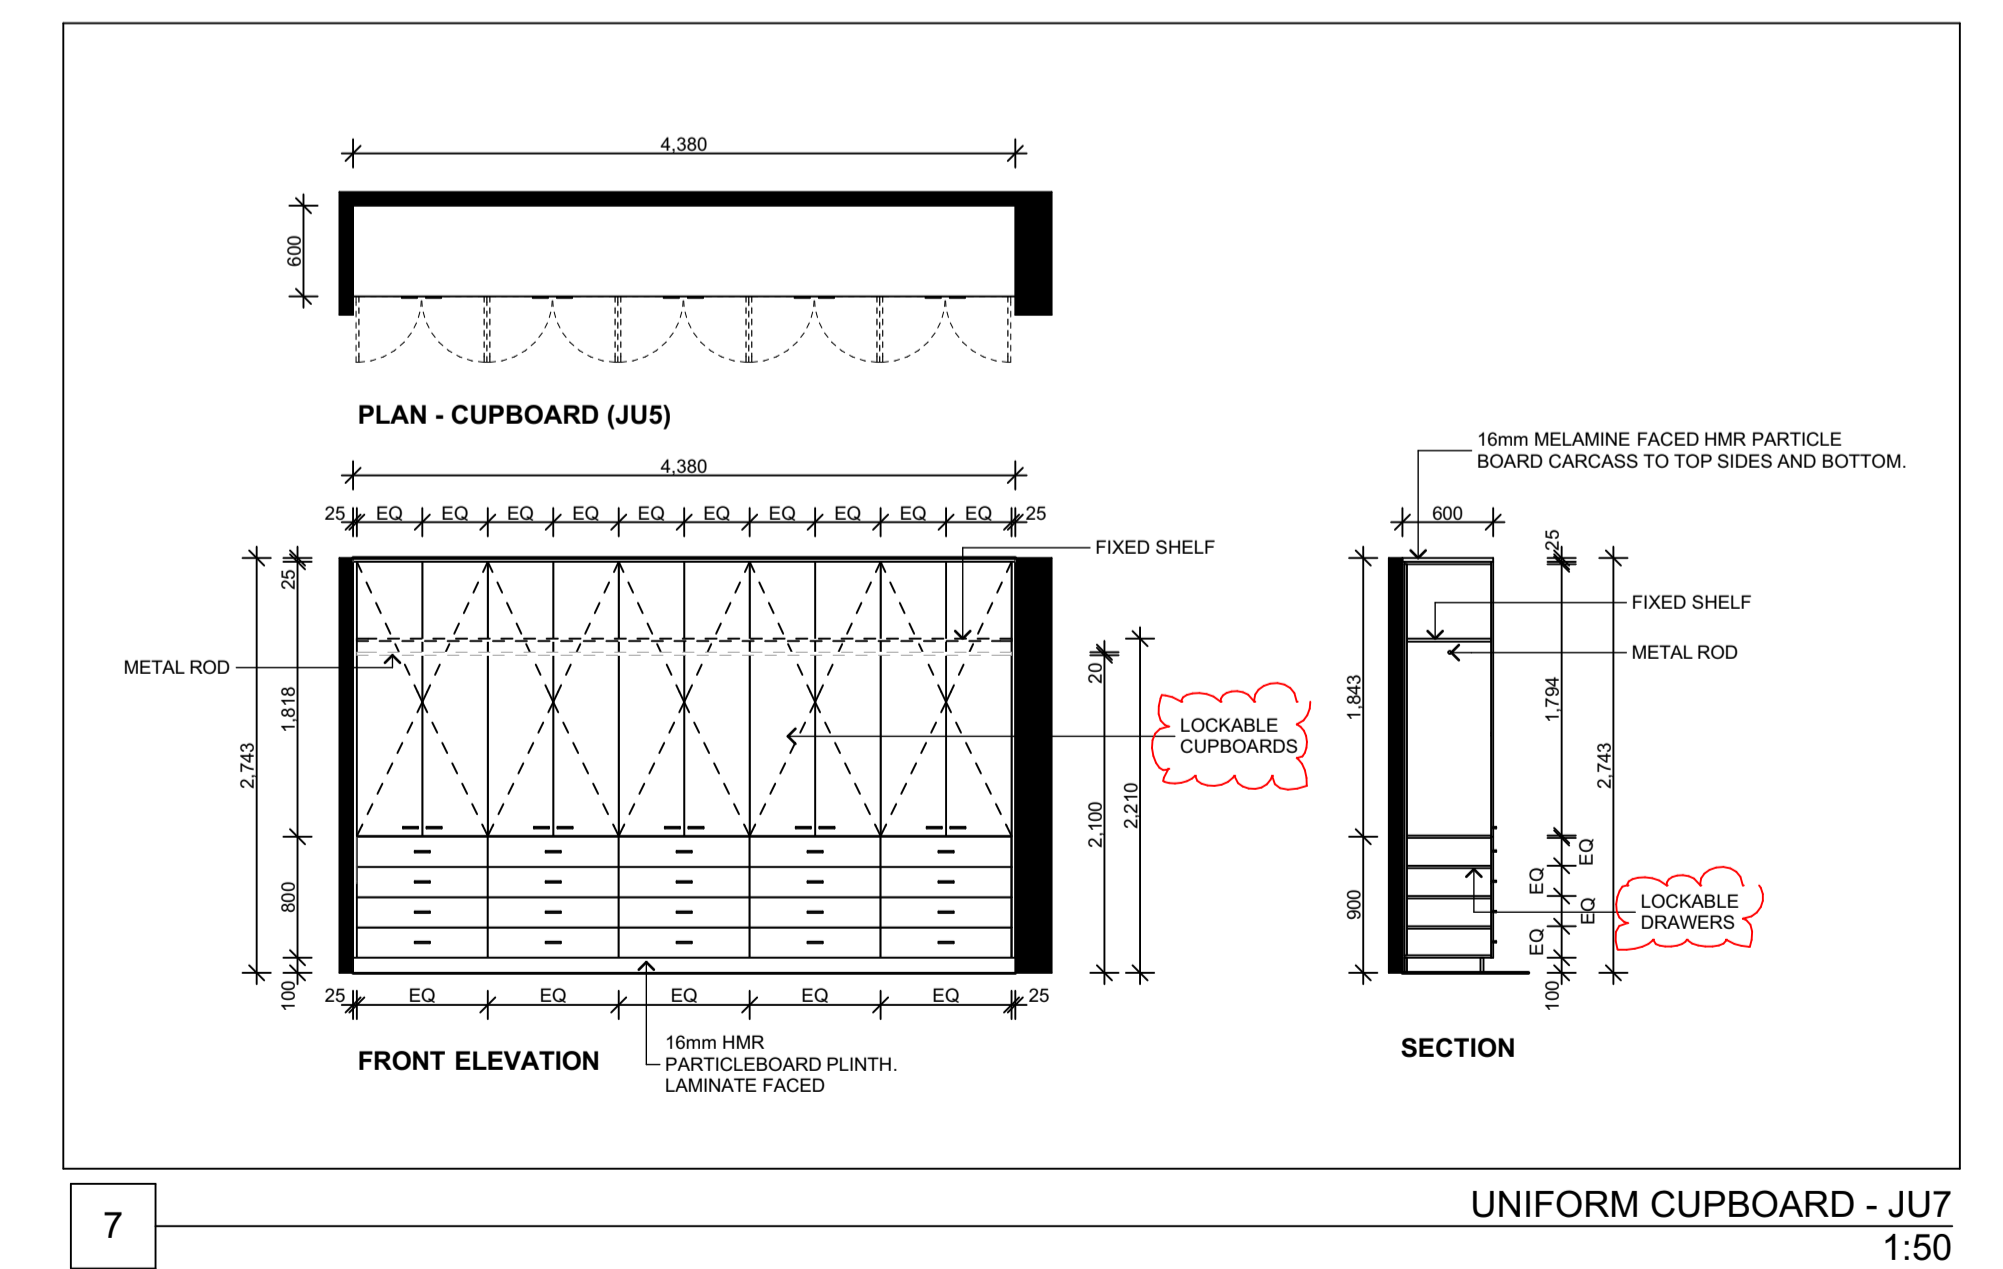 4,380
600
PLAN - CUPBOARD (JU5)
4,380
25 EQ EQ EQ EQ EQ EQ EQ EQ EQ EQ 25
25
1,818
2,743
800
100
METAL ROD
FIXED SHELF
20
2,100
2,210
LOCKABLE
CUPBOARDS
25 EQ EQ EQ EQ EQ 25
16mm HMR
PARTICLEBOARD PLINTH.
LAMINATE FACED
FRONT ELEVATION
16mm MELAMINE FACED HMR PARTICLE
BOARD CARCASS TO TOP SIDES AND BOTTOM.
600
25
FIXED SHELF
METAL ROD
1,843
1,794
2,743
900
EQ
EQ
EQ
EQ
100
LOCKABLE
DRAWERS
SECTION
7
UNIFORM CUPBOARD - JU7
1:50